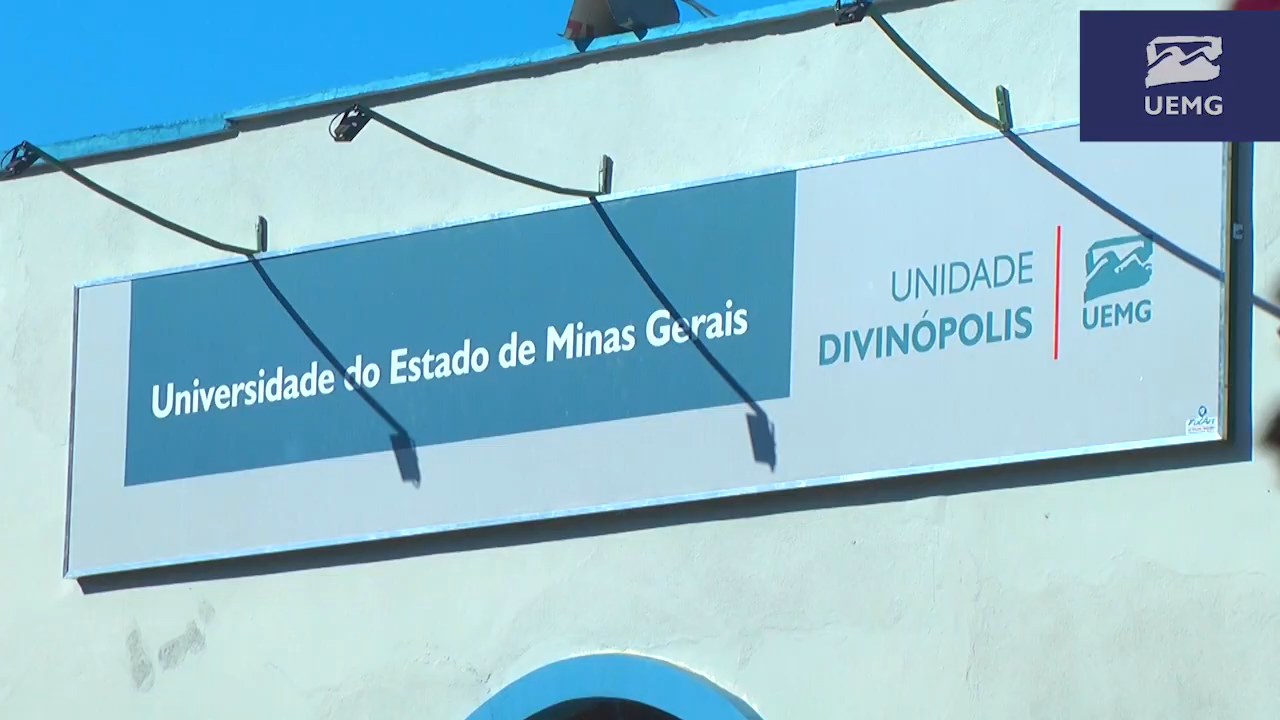 UEMG
Universidade do Estado de Minas Gerais
UNIDADE
DIVINÓPOLIS
UEMG